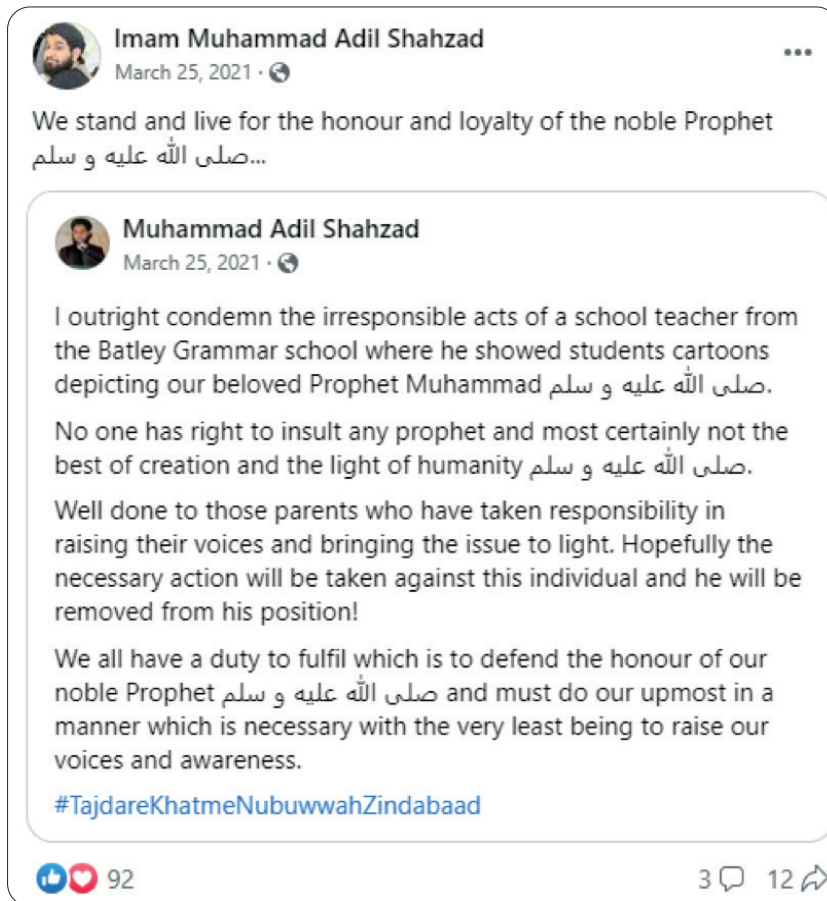 Imam Muhammad Adil Shahzad
March 25, 2021 ·
We stand and live for the honour and loyalty of the noble Prophet
صلى الله عليه و سلم...
Muhammad Adil Shahzad
March 25, 2021 ·
I outright condemn the irresponsible acts of a school teacher from
the Batley Grammar school where he showed students cartoons
depicting our beloved Prophet Muhammad صلى الله عليه و سلم.
No one has right to insult any prophet and most certainly not the
best of creation and the light of humanity صلى الله عليه و سلم.
Well done to those parents who have taken responsibility in
raising their voices and bringing the issue to light. Hopefully the
necessary action will be taken against this individual and he will be
removed from his position!
We all have a duty to fulfil which is to defend the honour of our
noble Prophet صلى الله عليه و سلم and must do our upmost in a
manner which is necessary with the very least being to raise our
voices and awareness.
#TajdareKhatmeNubuwwahZindabaad
92 3 12